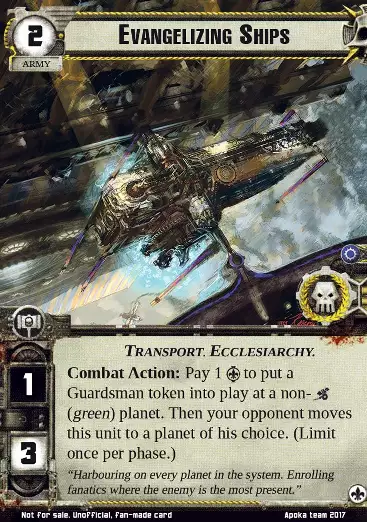 2
EVANGELIZING SHIPS
ARMY
TRANSPORT. ECCLESIARCHY.
1
Combat Action: Pay 1 to put a
Guardsman token into play at a non-
(green) planet. Then your opponent moves
this unit to a planet of his choice. (Limit
once per phase.)
3
“Harbouring on every planet in the system. Enrolling
fanatics where the enemy is the most present.”
Not for sale. Unofficial, fan-made card
Apoka team 2017